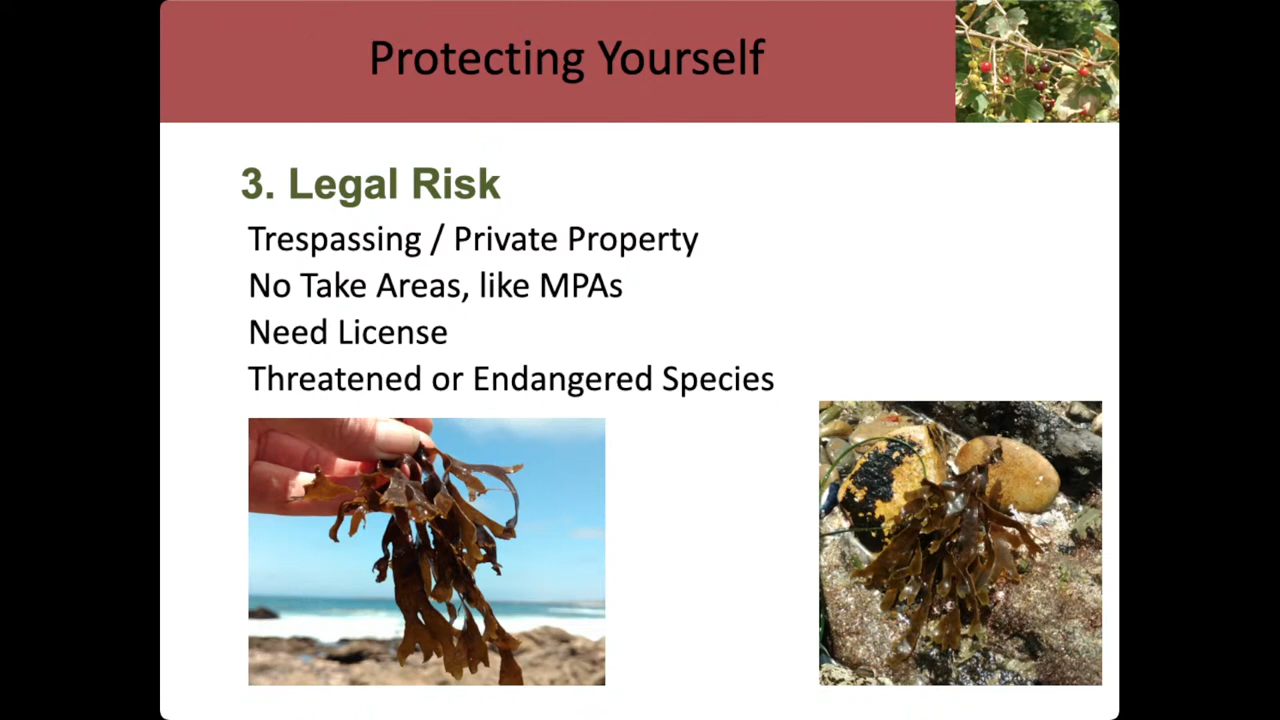 Protecting Yourself
3. Legal Risk
Trespassing / Private Property
No Take Areas, like MPAs
Need License
Threatened or Endangered Species